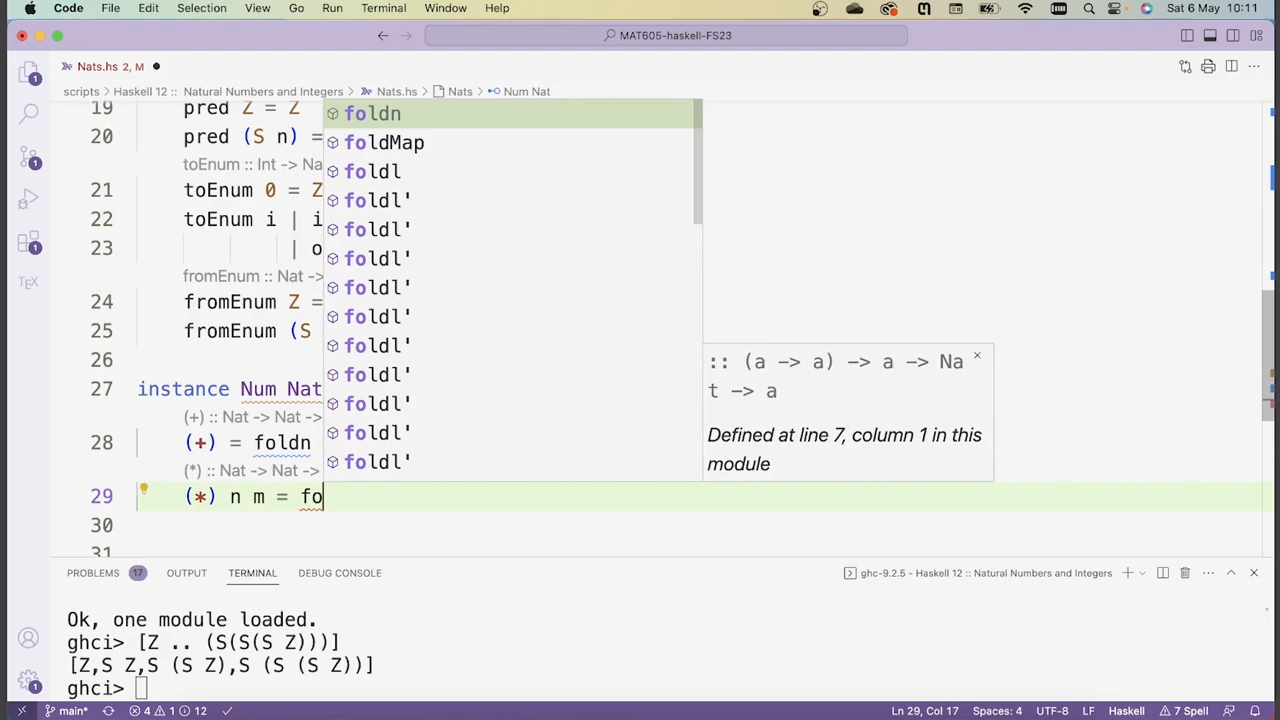 Code File Edit Selection View Go Run Terminal Window Help Sat 6 May 10:11
MAT605-haskell-FS23
Nats.hs 2, M
scripts > Haskell 12 :: Natural Numbers and Integers > Nats.hs > Nats > Num Nat
19 pred Z = Z
20 pred (S n) =
toEnum :: Int -> Na
21 toEnum 0 = Z
22 toEnum i | i
23 | o
fromEnum :: Nat ->
24 fromEnum Z =
25 fromEnum (S
26
27 instance Num Nat
(+) :: Nat -> Nat ->
28 (+) = foldn
(*) :: Nat -> Nat ->
29 (*) n m = fo
30
31
foldn
foldMap
foldl
foldl'
foldl'
foldl'
foldl'
foldl'
foldl'
foldl'
foldl'
foldl'
foldl'
:: (a -> a) -> a -> Na
t -> a
Defined at line 7, column 1 in this
module
PROBLEMS 17 OUTPUT TERMINAL DEBUG CONSOLE ghc-9.2.5 - Haskell 12 :: Natural Numbers and Integers
Ok, one module loaded.
ghci> [Z .. (S(S(S Z)))]
[Z,S Z,S (S Z),S (S (S Z))]
ghci>
main* 4 1 12 Ln 29, Col 17 Spaces: 4 UTF-8 LF Haskell 7 Spell